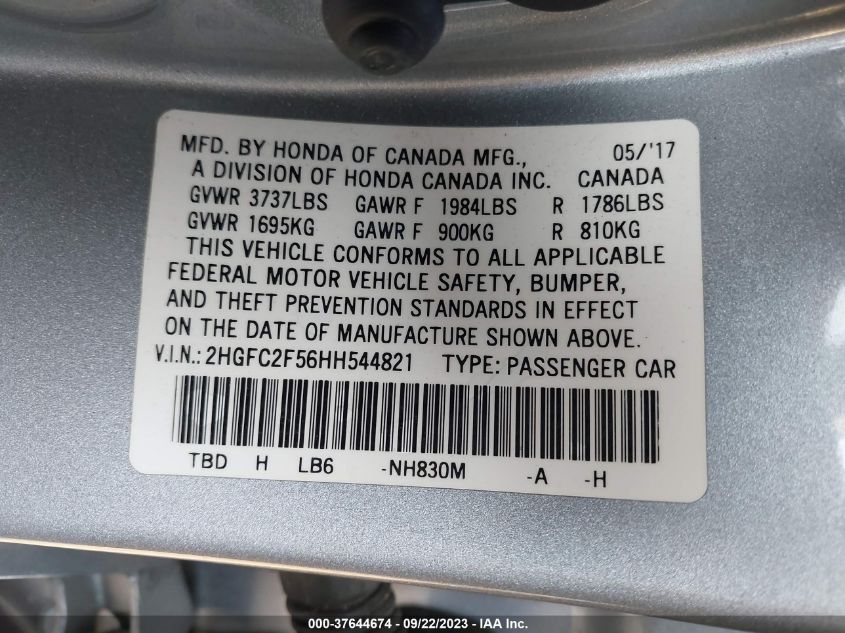 MFD. BY HONDA OF CANADA MFG., 05/'17
A DIVISION OF HONDA CANADA INC. CANADA
GVWR 3737LBS GAWR F 1984LBS R 1786LBS
GVWR 1695KG GAWR F 900KG R 810KG
THIS VEHICLE CONFORMS TO ALL APPLICABLE
FEDERAL MOTOR VEHICLE SAFETY, BUMPER,
AND THEFT PREVENTION STANDARDS IN EFFECT
ON THE DATE OF MANUFACTURE SHOWN ABOVE.
V.I.N.: 2HGFC2F56HH544821 TYPE: PASSENGER CAR
TBD H LB6 -NH830M -A -H
000-37644674 - 09/22/2023 - IAA Inc.